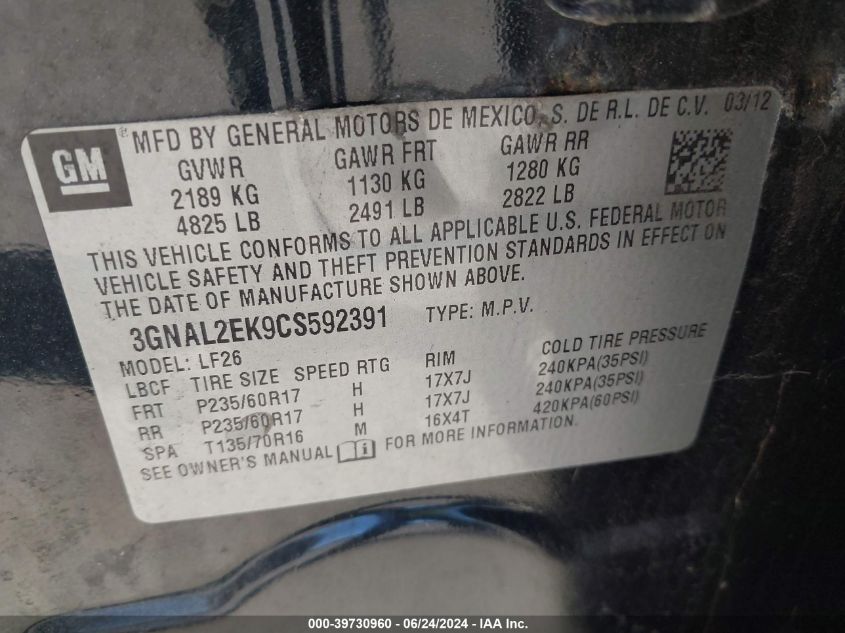 GM
® MFD BY GENERAL MOTORS DE MEXICO, S. DE R.L. DE C.V. 03/12
GVWR GAWR FRT GAWR RR
2189 KG 1130 KG 1280 KG
4825 LB 2491 LB 2822 LB
THIS VEHICLE CONFORMS TO ALL APPLICABLE U.S. FEDERAL MOTOR
VEHICLE SAFETY AND THEFT PREVENTION STANDARDS IN EFFECT ON
THE DATE OF MANUFACTURE SHOWN ABOVE.
3GNAL2EK9CS592391 TYPE: M.P.V.
MODEL: LF26
LBCF TIRE SIZE SPEED RTG RIM COLD TIRE PRESSURE
FRT P235/60R17 H 17X7J 240KPA(35PSI)
RR P235/60R17 H 17X7J 240KPA(35PSI)
SPA T135/70R16 M 16X4T 420KPA(60PSI)
SEE OWNER'S MANUAL FOR MORE INFORMATION.
000-39730960 - 06/24/2024 - IAA Inc.